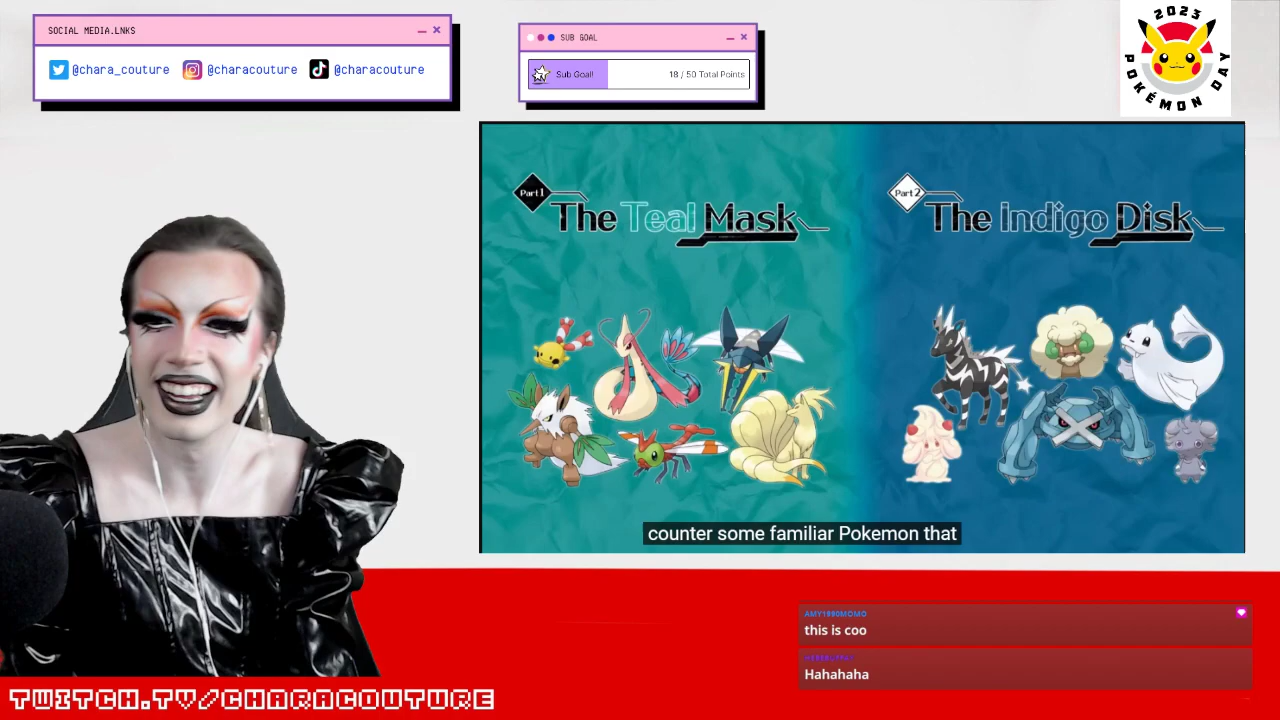 SOCIAL MEDIA.LNKS
@chara_couture @characouture @characouture
SUB GOAL
Sub Goal! 18 / 50 Total Points
2023
POKÉMON DAY
Part 1
The Teal Mask
Part 2
The Indigo Disk
counter some familiar Pokemon that
AMY1990MOMO
this is coo
Hahahaha
TWITCH.TV/CHARACOUTURE